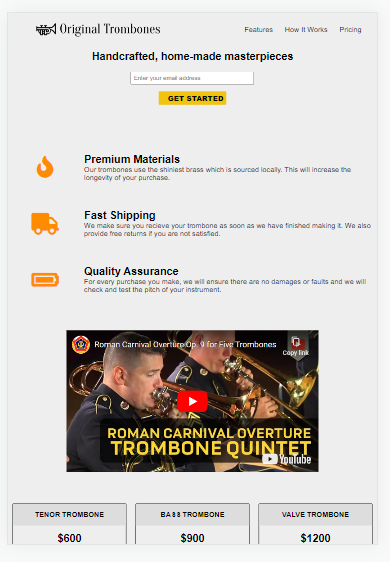 Original Trombones
Features How It Works Pricing
Handcrafted, home-made masterpieces
Enter your email address
GET STARTED
Premium Materials
Our trombones use the shiniest brass which is sourced locally. This will increase the
longevity of your purchase.
Fast Shipping
We make sure you recieve your trombone as soon as we have finished making it. We also
provide free returns if you are not satisfied.
Quality Assurance
For every purchase you make, we will ensure there are no damages or faults and we will
check and test the pitch of your instrument.
Roman Carnival Overture Op. 9 for Five Trombones
Copy link
ROMAN CARNIVAL OVERTURE
TROMBONE QUINTET
YouTube
TENOR TROMBONE BASS TROMBONE VALVE TROMBONE
$600 $900 $1200